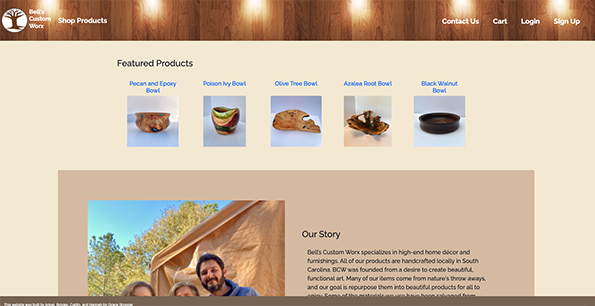 Bell's
Custom
Worx
Shop Products
Contact Us
Cart
Login
Sign Up
Featured Products
Pecan and Epoxy
Bowl
Poison Ivy Bowl
Olive Tree Bowl
Azalea Root Bowl
Black Walnut
Bowl
Our Story
Bell's Custom Worx specializes in high-end home décor and
furnishings. All of our products are handcrafted locally in South
Carolina. BCW was founded from a desire to create beautiful,
functional art. Many of our items come from nature's throw aways,
and our goal is repurpose them into beautiful products for all to
enjoy. Some of the materials we use have been salvaged from
This website was built by Amee, Brooke, Caitlin, and Hannah for Grace Shopper